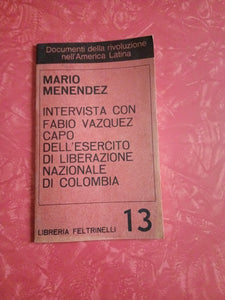 Documenti della rivoluzione
nell'America Latina
MARIO
MENENDEZ
INTERVISTA CON
FABIO VAZQUEZ
CAPO
DELL'ESERCITO
DI LIBERAZIONE
NAZIONALE
DI COLOMBIA
LIBRERIA FELTRINELLI 13